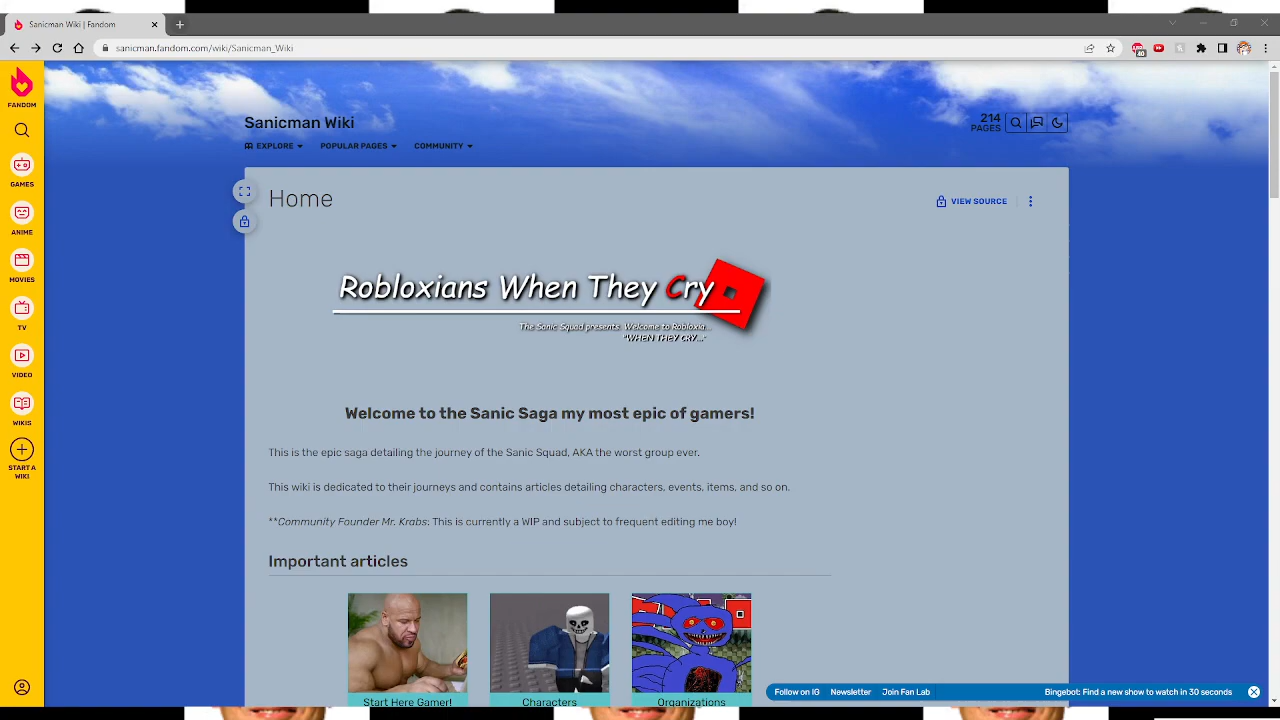 Sanicman Wiki | Fandom
sanicman.fandom.com/wiki/Sanicman_Wiki
40
FANDOM
GAMES
ANIME
MOVIES
TV
VIDEO
WIKIS
START A
WIKI
Sanicman Wiki
214
PAGES
EXPLORE
POPULAR PAGES
COMMUNITY
Home
VIEW SOURCE
Robloxians When They Cry
The Sanic Squad presents. Welcome to Robloxia...
"WHEN THEY CRY..."
Welcome to the Sanic Saga my most epic of gamers!
This is the epic saga detailing the journey of the Sanic Squad, AKA the worst group ever.
This wiki is dedicated to their journeys and contains articles detailing characters, events, items, and so on.
**Community Founder Mr. Krabs: This is currently a WIP and subject to frequent editing me boy!
Important articles
Start Here Gamer!
Characters
Organizations
Follow on IG
Newsletter
Join Fan Lab
Bingebot: Find a new show to watch in 30 seconds